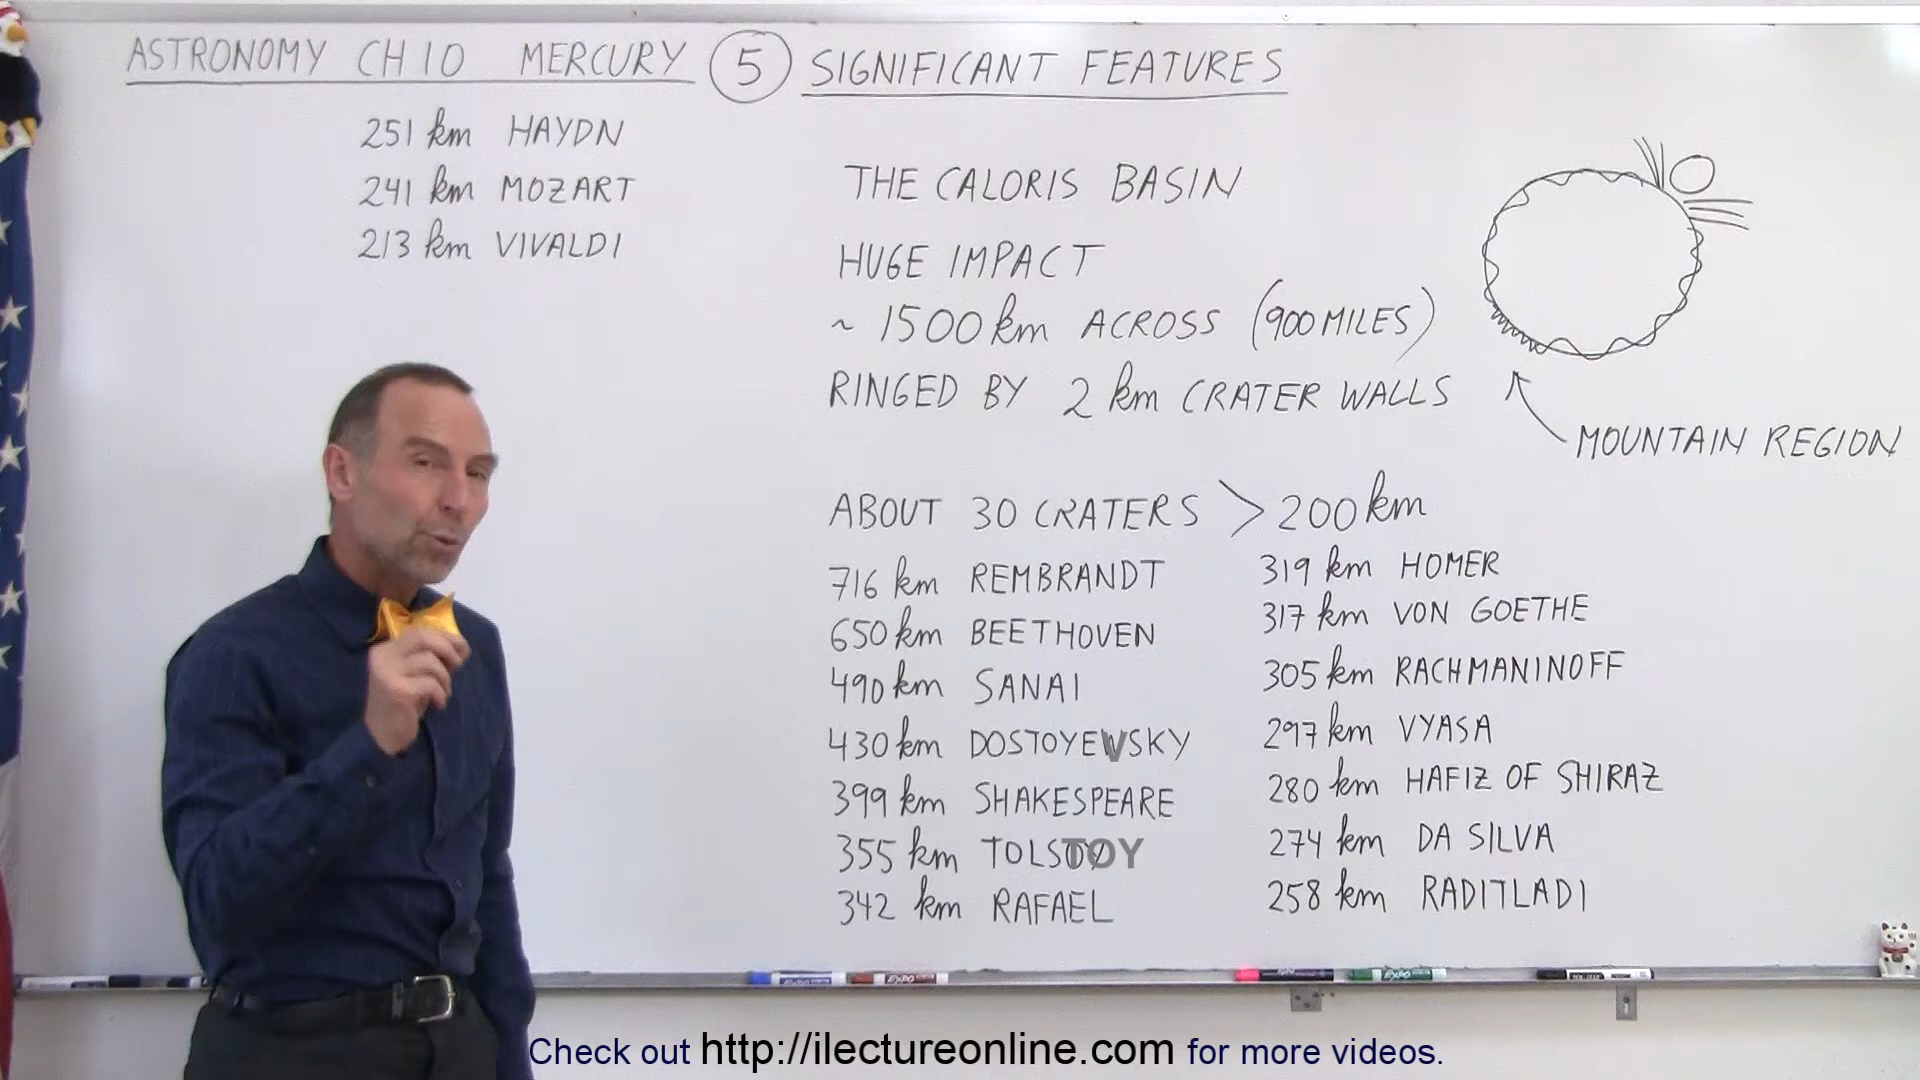 ASTRONOMY CH 10 MERCURY 5 SIGNIFICANT FEATURES
251 km HAYDN
241 km MOZART
213 km VIVALDI
THE CALORIS BASIN
HUGE IMPACT
~ 1500 km ACROSS (900 MILES)
RINGED BY 2 km CRATER WALLS
MOUNTAIN REGION
ABOUT 30 CRATERS > 200 km
716 km REMBRANDT
650 km BEETHOVEN
490 km SANAI
430 km DOSTOYEVSKY
399 km SHAKESPEARE
355 km TOLSTOY
342 km RAFAEL
319 km HOMER
317 km VON GOETHE
305 km RACHMANINOFF
297 km VYASA
280 km HAFIZ OF SHIRAZ
274 km DA SILVA
258 km RADITLADI
EXPO
EXPO
Check out http://ilectureonline.com for more videos.